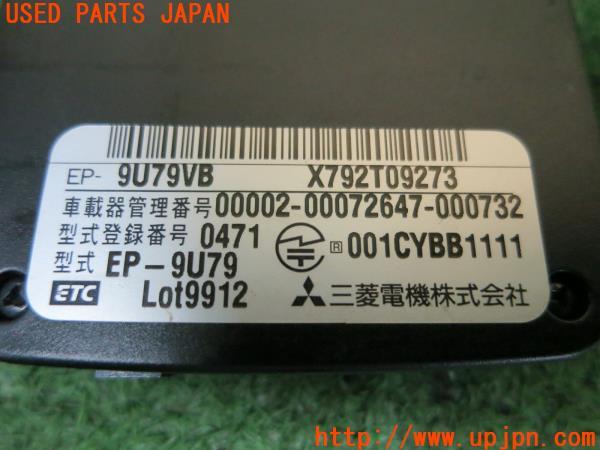 USED PARTS JAPAN
EP- 9U79VB X792T09273
車載器管理番号 00002-00072647-000732
型式登録番号 0471 R 001CYBB1111
型式 EP-9U79
ETC Lot9912 三菱電機株式会社
http://www.upjpn.com/